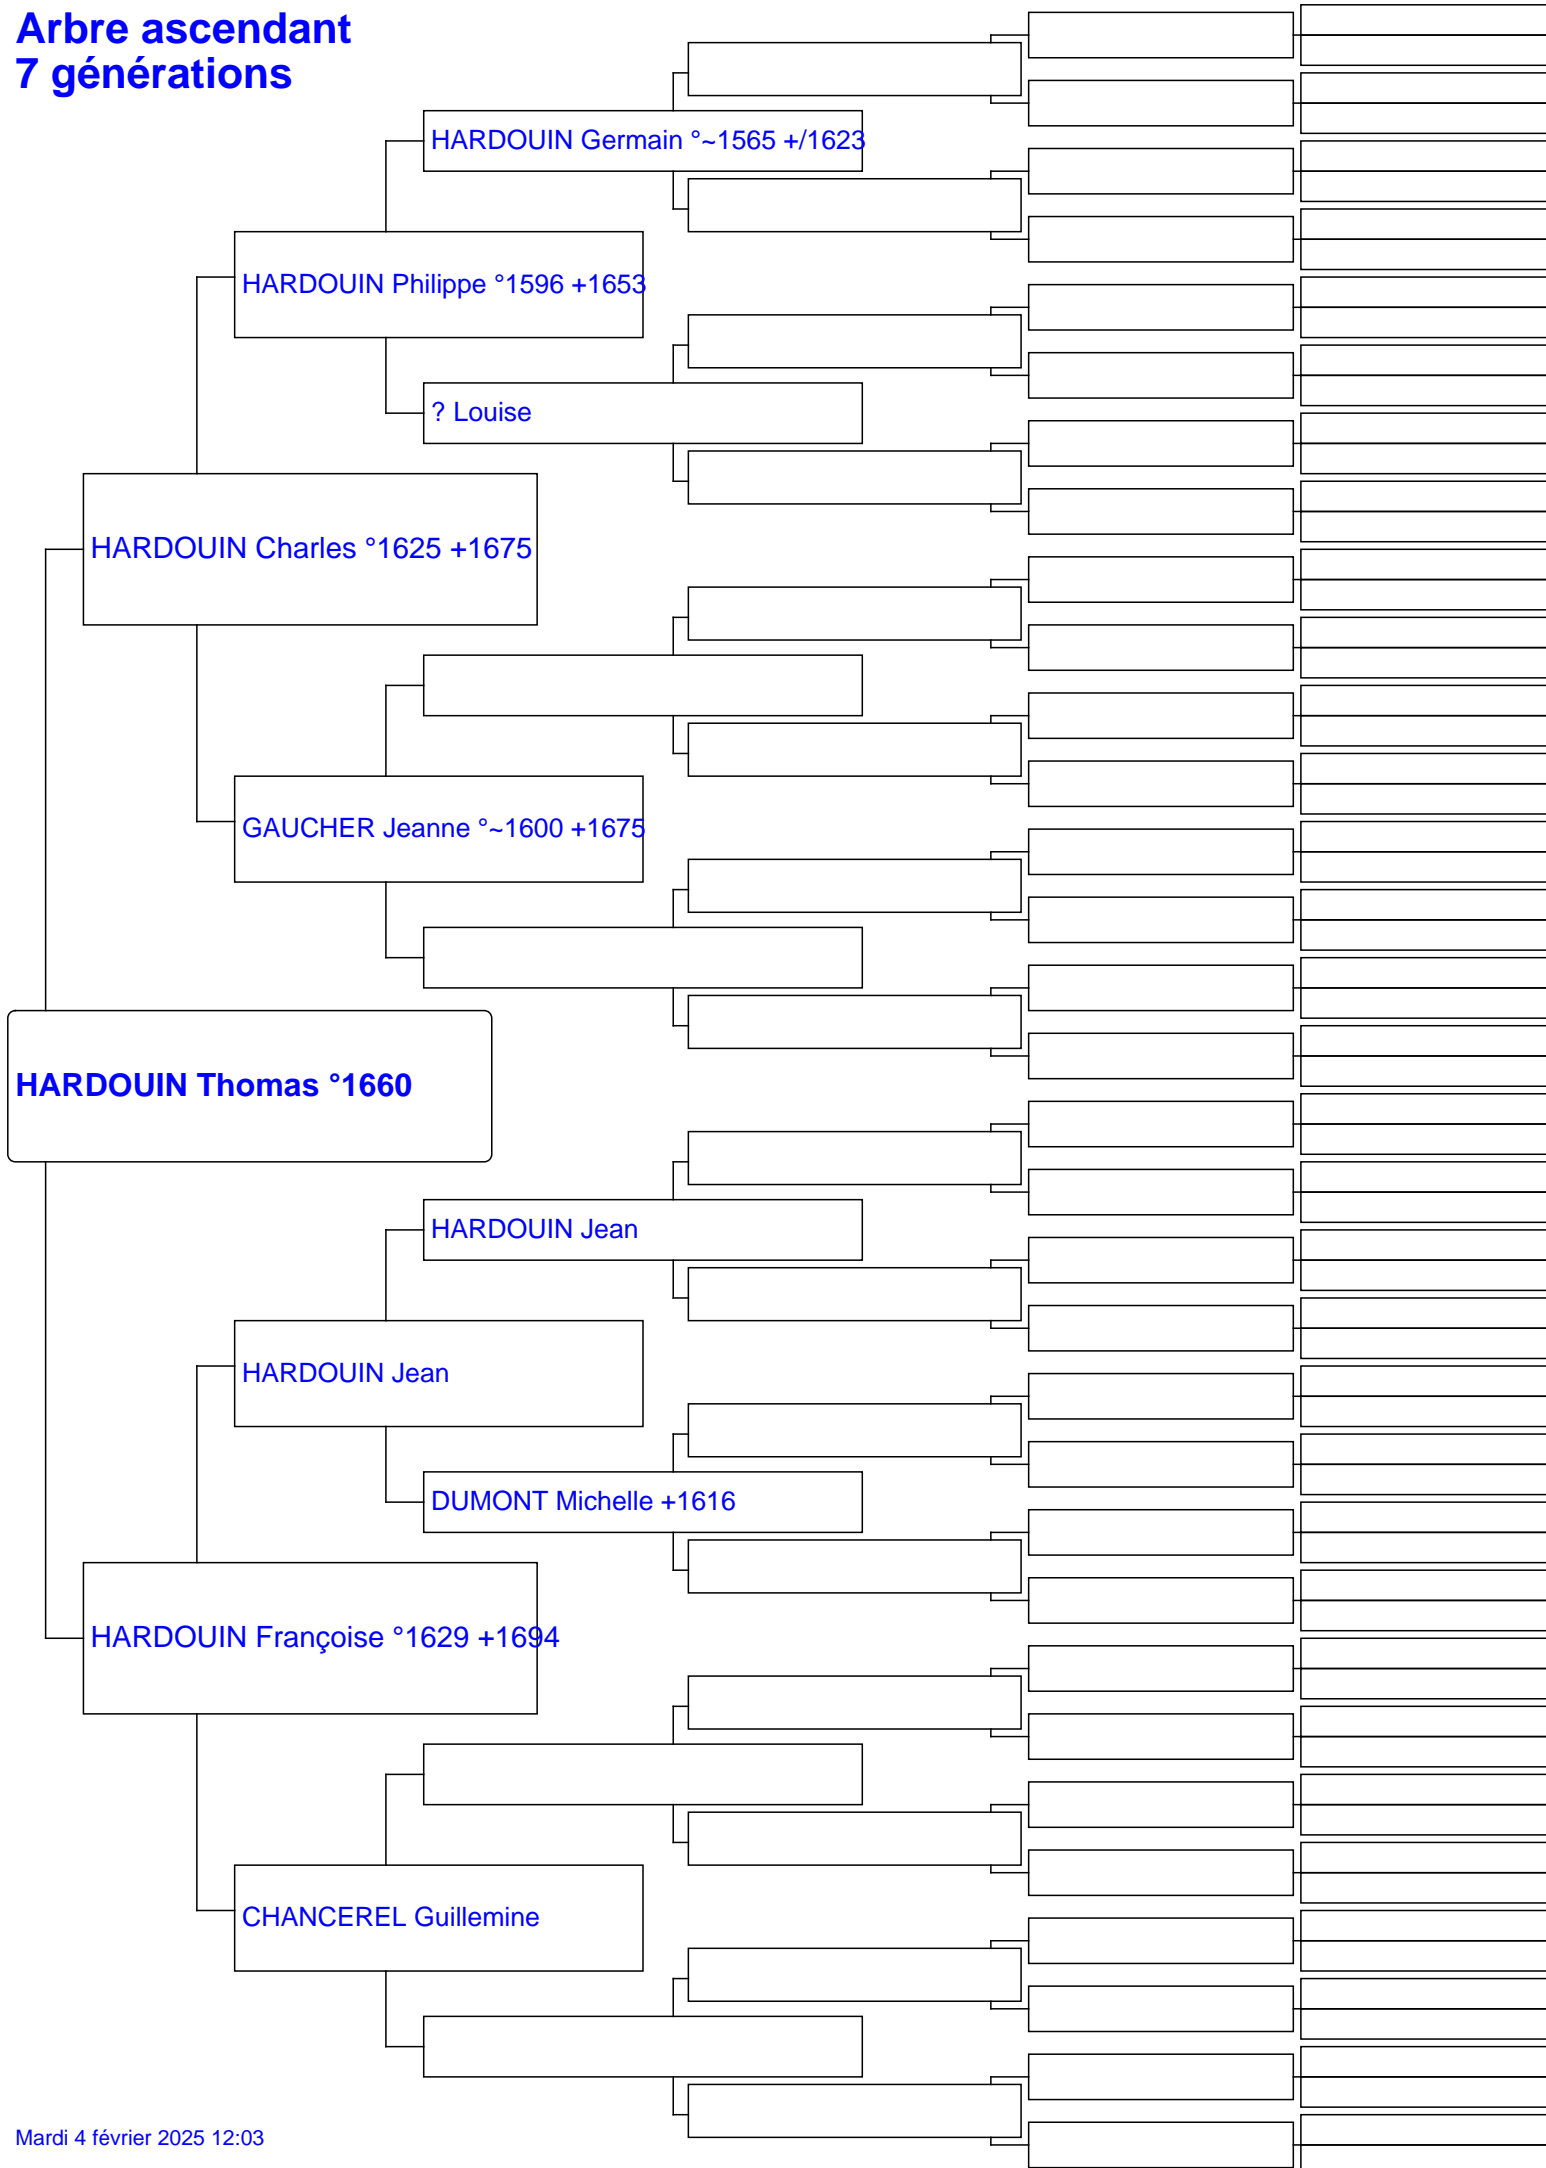 Arbre ascendant
7 générations
HARDOUIN Germain °~1565 +/1623
HARDOUIN Philippe °1596 +1653
? Louise
HARDOUIN Charles °1625 +1675
GAUCHER Jeanne °~1600 +1675
HARDOUIN Thomas °1660
HARDOUIN Jean
HARDOUIN Jean
DUMONT Michelle +1616
HARDOUIN Françoise °1629 +1694
CHANCEREL Guillemine
Mardi 4 février 2025 12:03